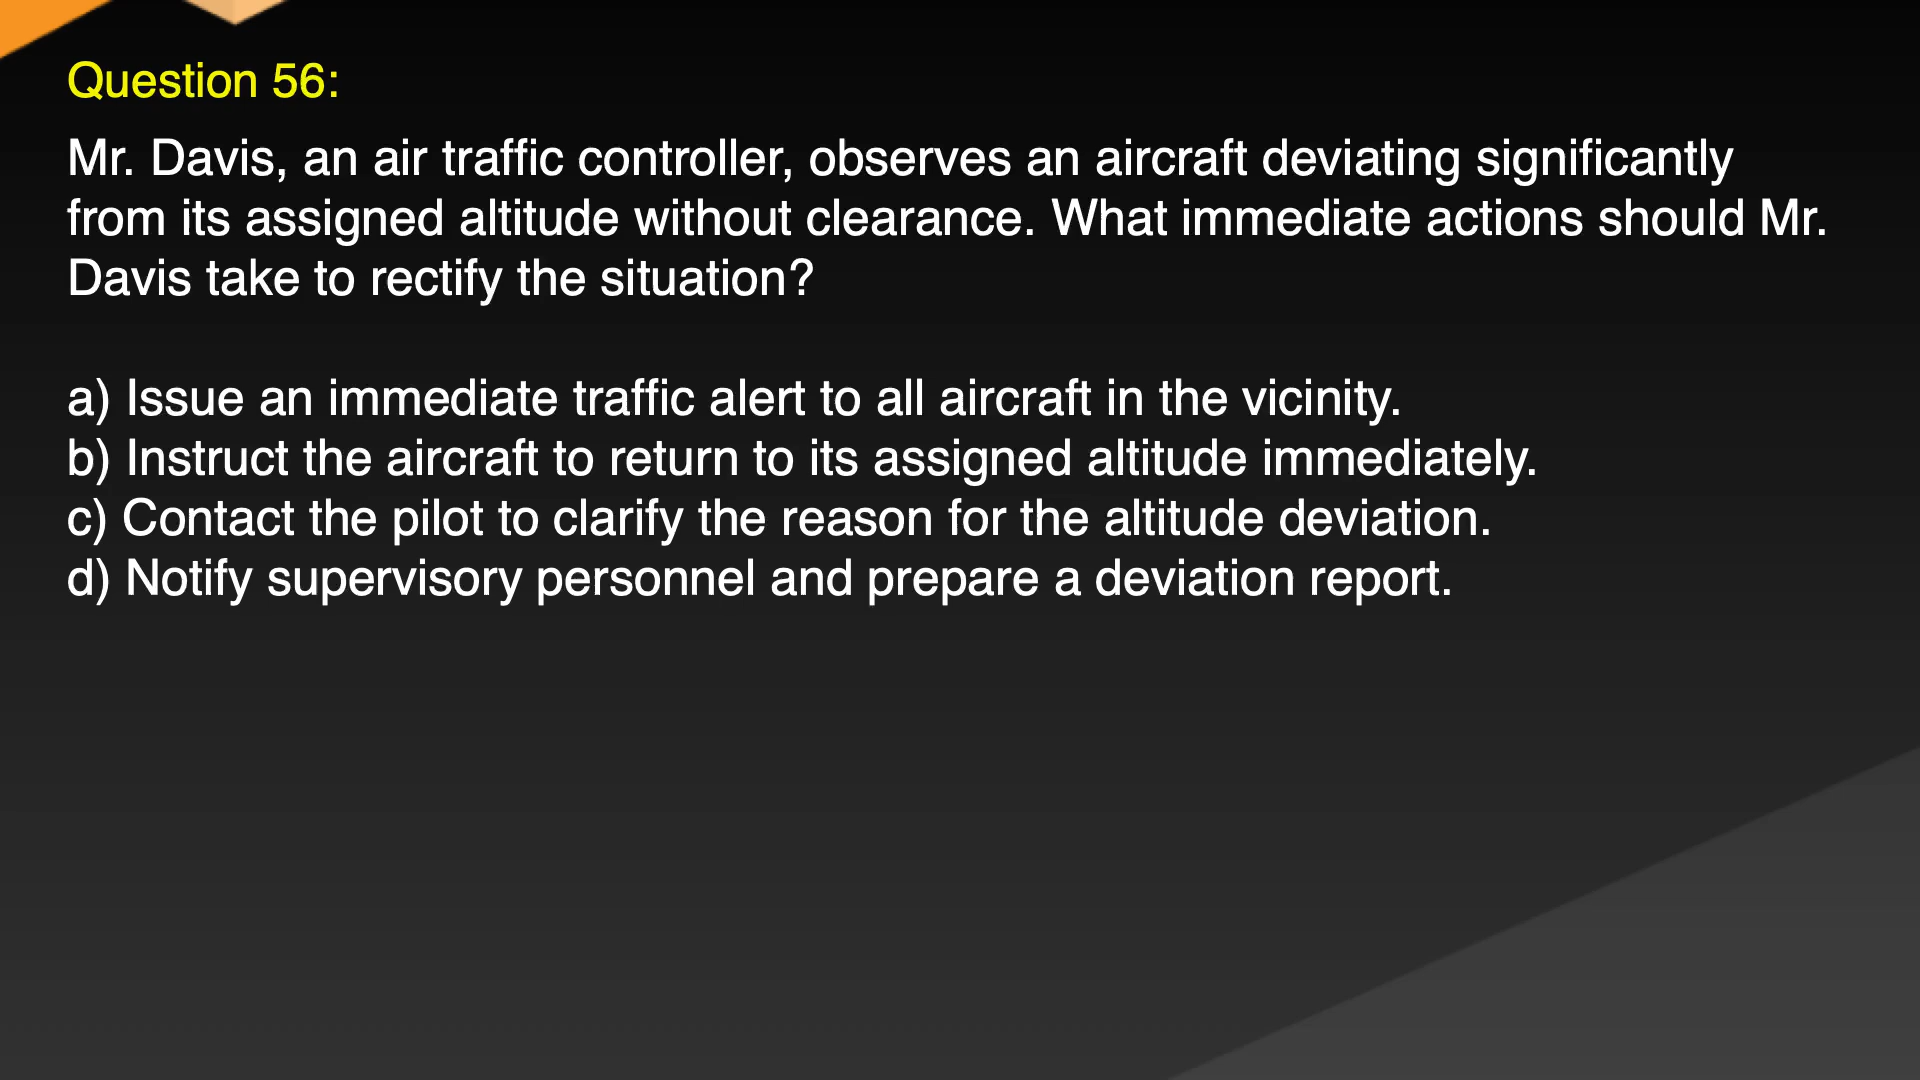 Question 56:
Mr. Davis, an air traffic controller, observes an aircraft deviating significantly
from its assigned altitude without clearance. What immediate actions should Mr.
Davis take to rectify the situation?
a) Issue an immediate traffic alert to all aircraft in the vicinity.
b) Instruct the aircraft to return to its assigned altitude immediately.
c) Contact the pilot to clarify the reason for the altitude deviation.
d) Notify supervisory personnel and prepare a deviation report.